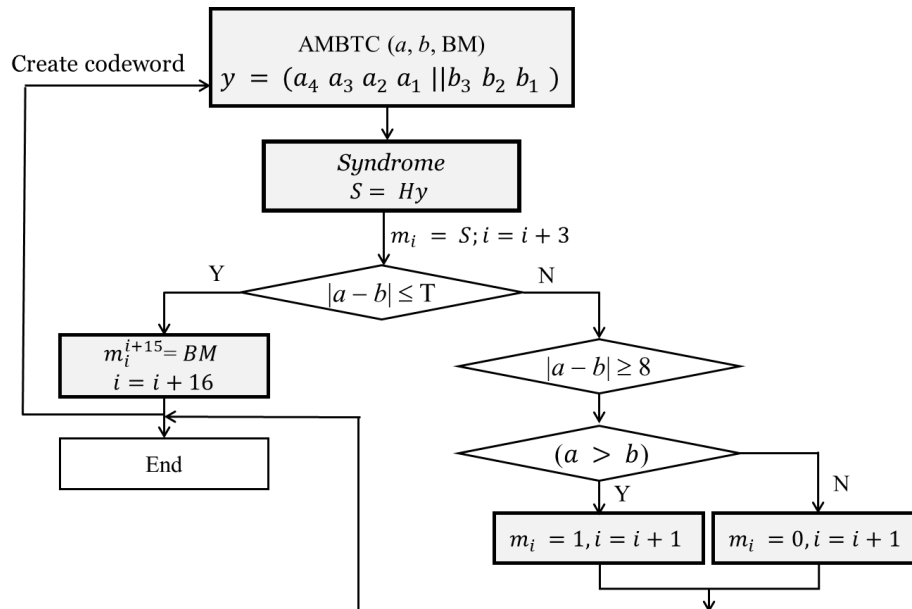 AMBTC (a, b, BM)
Create codeword
y = (a₄ a₃ a₂ a₁ ||b₃ b₂ b₁ )
Syndrome
S = Hy
mᵢ = S; i = i + 3
Y
N
|a − b| ≤ T
mᵢⁱ⁺¹⁵= BM
i = i + 16
|a − b| ≥ 8
End
(a > b)
Y
N
mᵢ = 1, i = i + 1
mᵢ = 0, i = i + 1